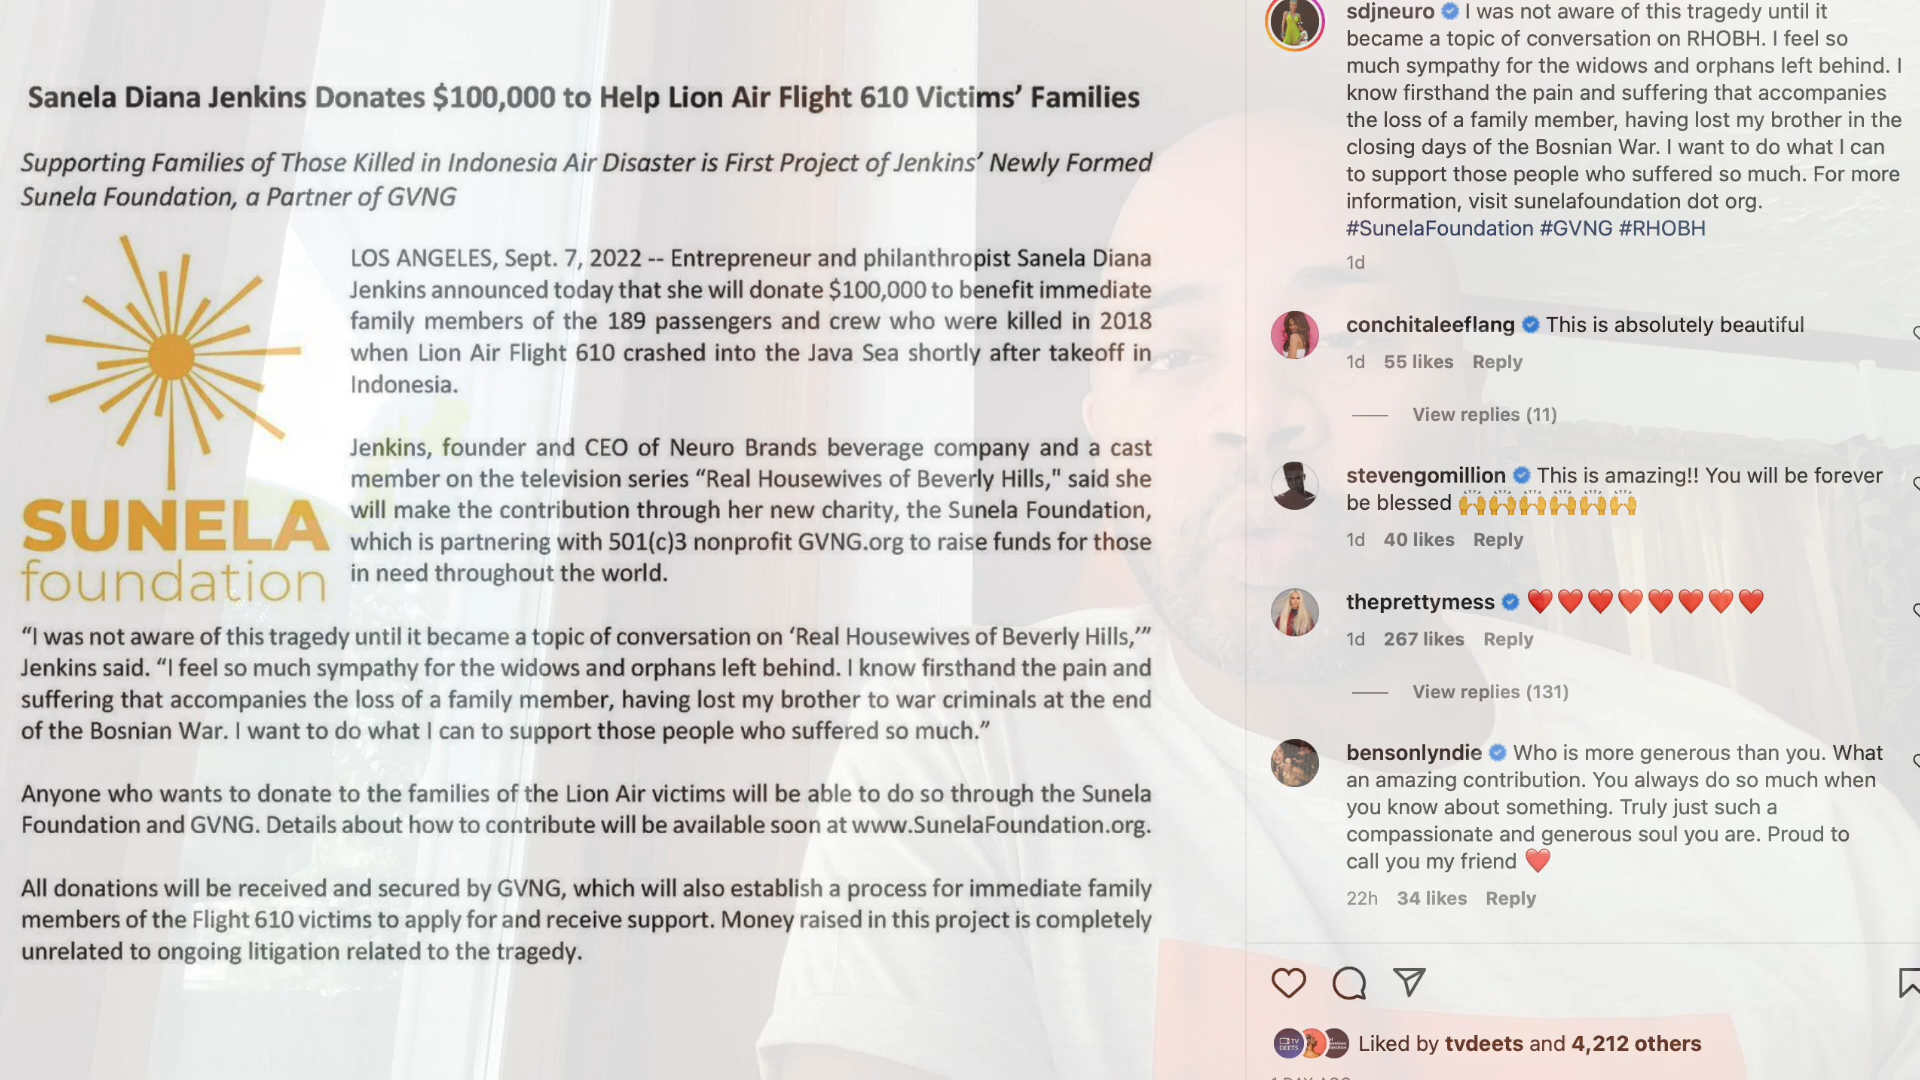 Sanela Diana Jenkins Donates $100,000 to Help Lion Air Flight 610 Victims’ Families
Supporting Families of Those Killed in Indonesia Air Disaster is First Project of Jenkins’ Newly Formed
Sunela Foundation, a Partner of GVNG
SUNELA
foundation
LOS ANGELES, Sept. 7, 2022 -- Entrepreneur and philanthropist Sanela Diana
Jenkins announced today that she will donate $100,000 to benefit immediate
family members of the 189 passengers and crew who were killed in 2018
when Lion Air Flight 610 crashed into the Java Sea shortly after takeoff in
Indonesia.
Jenkins, founder and CEO of Neuro Brands beverage company and a cast
member on the television series “Real Housewives of Beverly Hills," said she
will make the contribution through her new charity, the Sunela Foundation,
which is partnering with 501(c)3 nonprofit GVNG.org to raise funds for those
in need throughout the world.
“I was not aware of this tragedy until it became a topic of conversation on ‘Real Housewives of Beverly Hills,’”
Jenkins said. “I feel so much sympathy for the widows and orphans left behind. I know firsthand the pain and
suffering that accompanies the loss of a family member, having lost my brother to war criminals at the end
of the Bosnian War. I want to do what I can to support those people who suffered so much.”
Anyone who wants to donate to the families of the Lion Air victims will be able to do so through the Sunela
Foundation and GVNG. Details about how to contribute will be available soon at www.SunelaFoundation.org.
All donations will be received and secured by GVNG, which will also establish a process for immediate family
members of the Flight 610 victims to apply for and receive support. Money raised in this project is completely
unrelated to ongoing litigation related to the tragedy.
sdjneuro I was not aware of this tragedy until it
became a topic of conversation on RHOBH. I feel so
much sympathy for the widows and orphans left behind. I
know firsthand the pain and suffering that accompanies
the loss of a family member, having lost my brother in the
closing days of the Bosnian War. I want to do what I can
to support those people who suffered so much. For more
information, visit sunelafoundation dot org.
#SunelaFoundation #GVNG #RHOBH
1d
conchitaleeflang This is absolutely beautiful
1d 55 likes Reply
View replies (11)
stevengomillion This is amazing!! You will be forever
be blessed 🙌🙌🙌🙌🙌🙌
1d 40 likes Reply
theprettymess ❤️❤️❤️❤️❤️❤️❤️❤️
1d 267 likes Reply
View replies (131)
bensonlyndie Who is more generous than you. What
an amazing contribution. You always do so much when
you know about something. Truly just such a
compassionate and generous soul you are. Proud to
call you my friend ❤️
22h 34 likes Reply
TV
DEETS
Liked by tvdeets and 4,212 others
1 DAY AGO